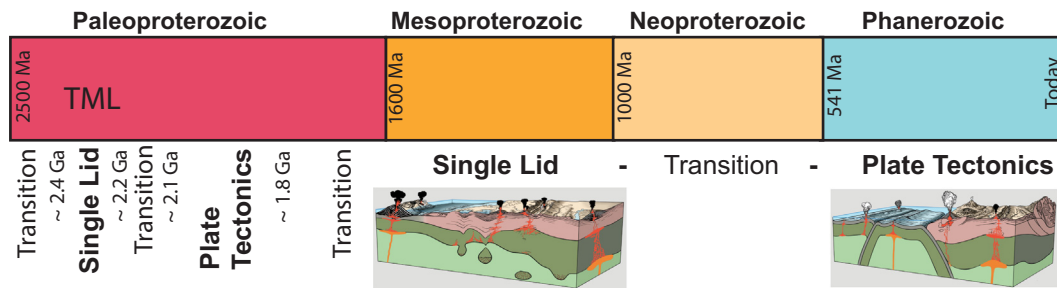 Paleoproterozoic
Mesoproterozoic
Neoproterozoic
Phanerozoic
2500 Ma
TML
1600 Ma
1000 Ma
541 Ma
Today
Transition
~ 2.4 Ga
Single Lid
~ 2.2 Ga
Transition
~ 2.1 Ga
Plate
Tectonics
~ 1.8 Ga
Transition
Single Lid - Transition - Plate Tectonics